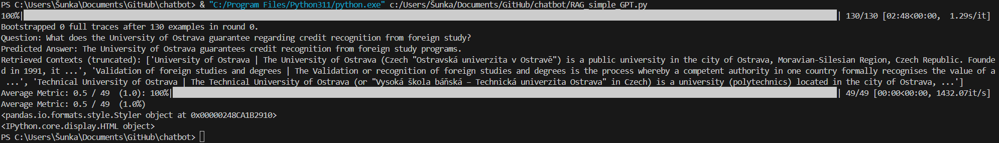 PS C:\Users\Šunka\Documents\GitHub\chatbot> & "C:/Program Files/Python311/python.exe" c:/Users/Šunka/Documents/GitHub/chatbot/RAG_simple_GPT.py
100%|| 130/130 [02:48<00:00,  1.29s/it]
Bootstrapped 0 full traces after 130 examples in round 0.
Question: What does the University of Ostrava guarantee regarding credit recognition from foreign study?
Predicted Answer: The University of Ostrava guarantees credit recognition from foreign study programs.
Retrieved Contexts (truncated): ['University of Ostrava | The University of Ostrava (Czech "Ostravská univerzita v Ostravě") is a public university in the city of Ostrava, Moravian-Silesian Region, Czech Republic. Founde
d in 1991, it ...', 'Validation of foreign studies and degrees | The Validation or recognition of foreign studies and degrees is the process whereby a competent authority in one country formally recognises the value of a
 ...', 'Technical University of Ostrava | The Technical University of Ostrava (or "Vysoká škola báňská – Technická univerzita Ostrava" in Czech) is a university (polytechnics) located in the city of Ostrava, ...']
Average Metric: 0.5 / 49  (1.0): 100%|| 49/49 [00:00<00:00, 1432.07it/s]
Average Metric: 0.5 / 49  (1.0%)
<pandas.io.formats.style.Styler object at 0x00000248CA1B2910>
<IPython.core.display.HTML object>
PS C:\Users\Šunka\Documents\GitHub\chatbot>